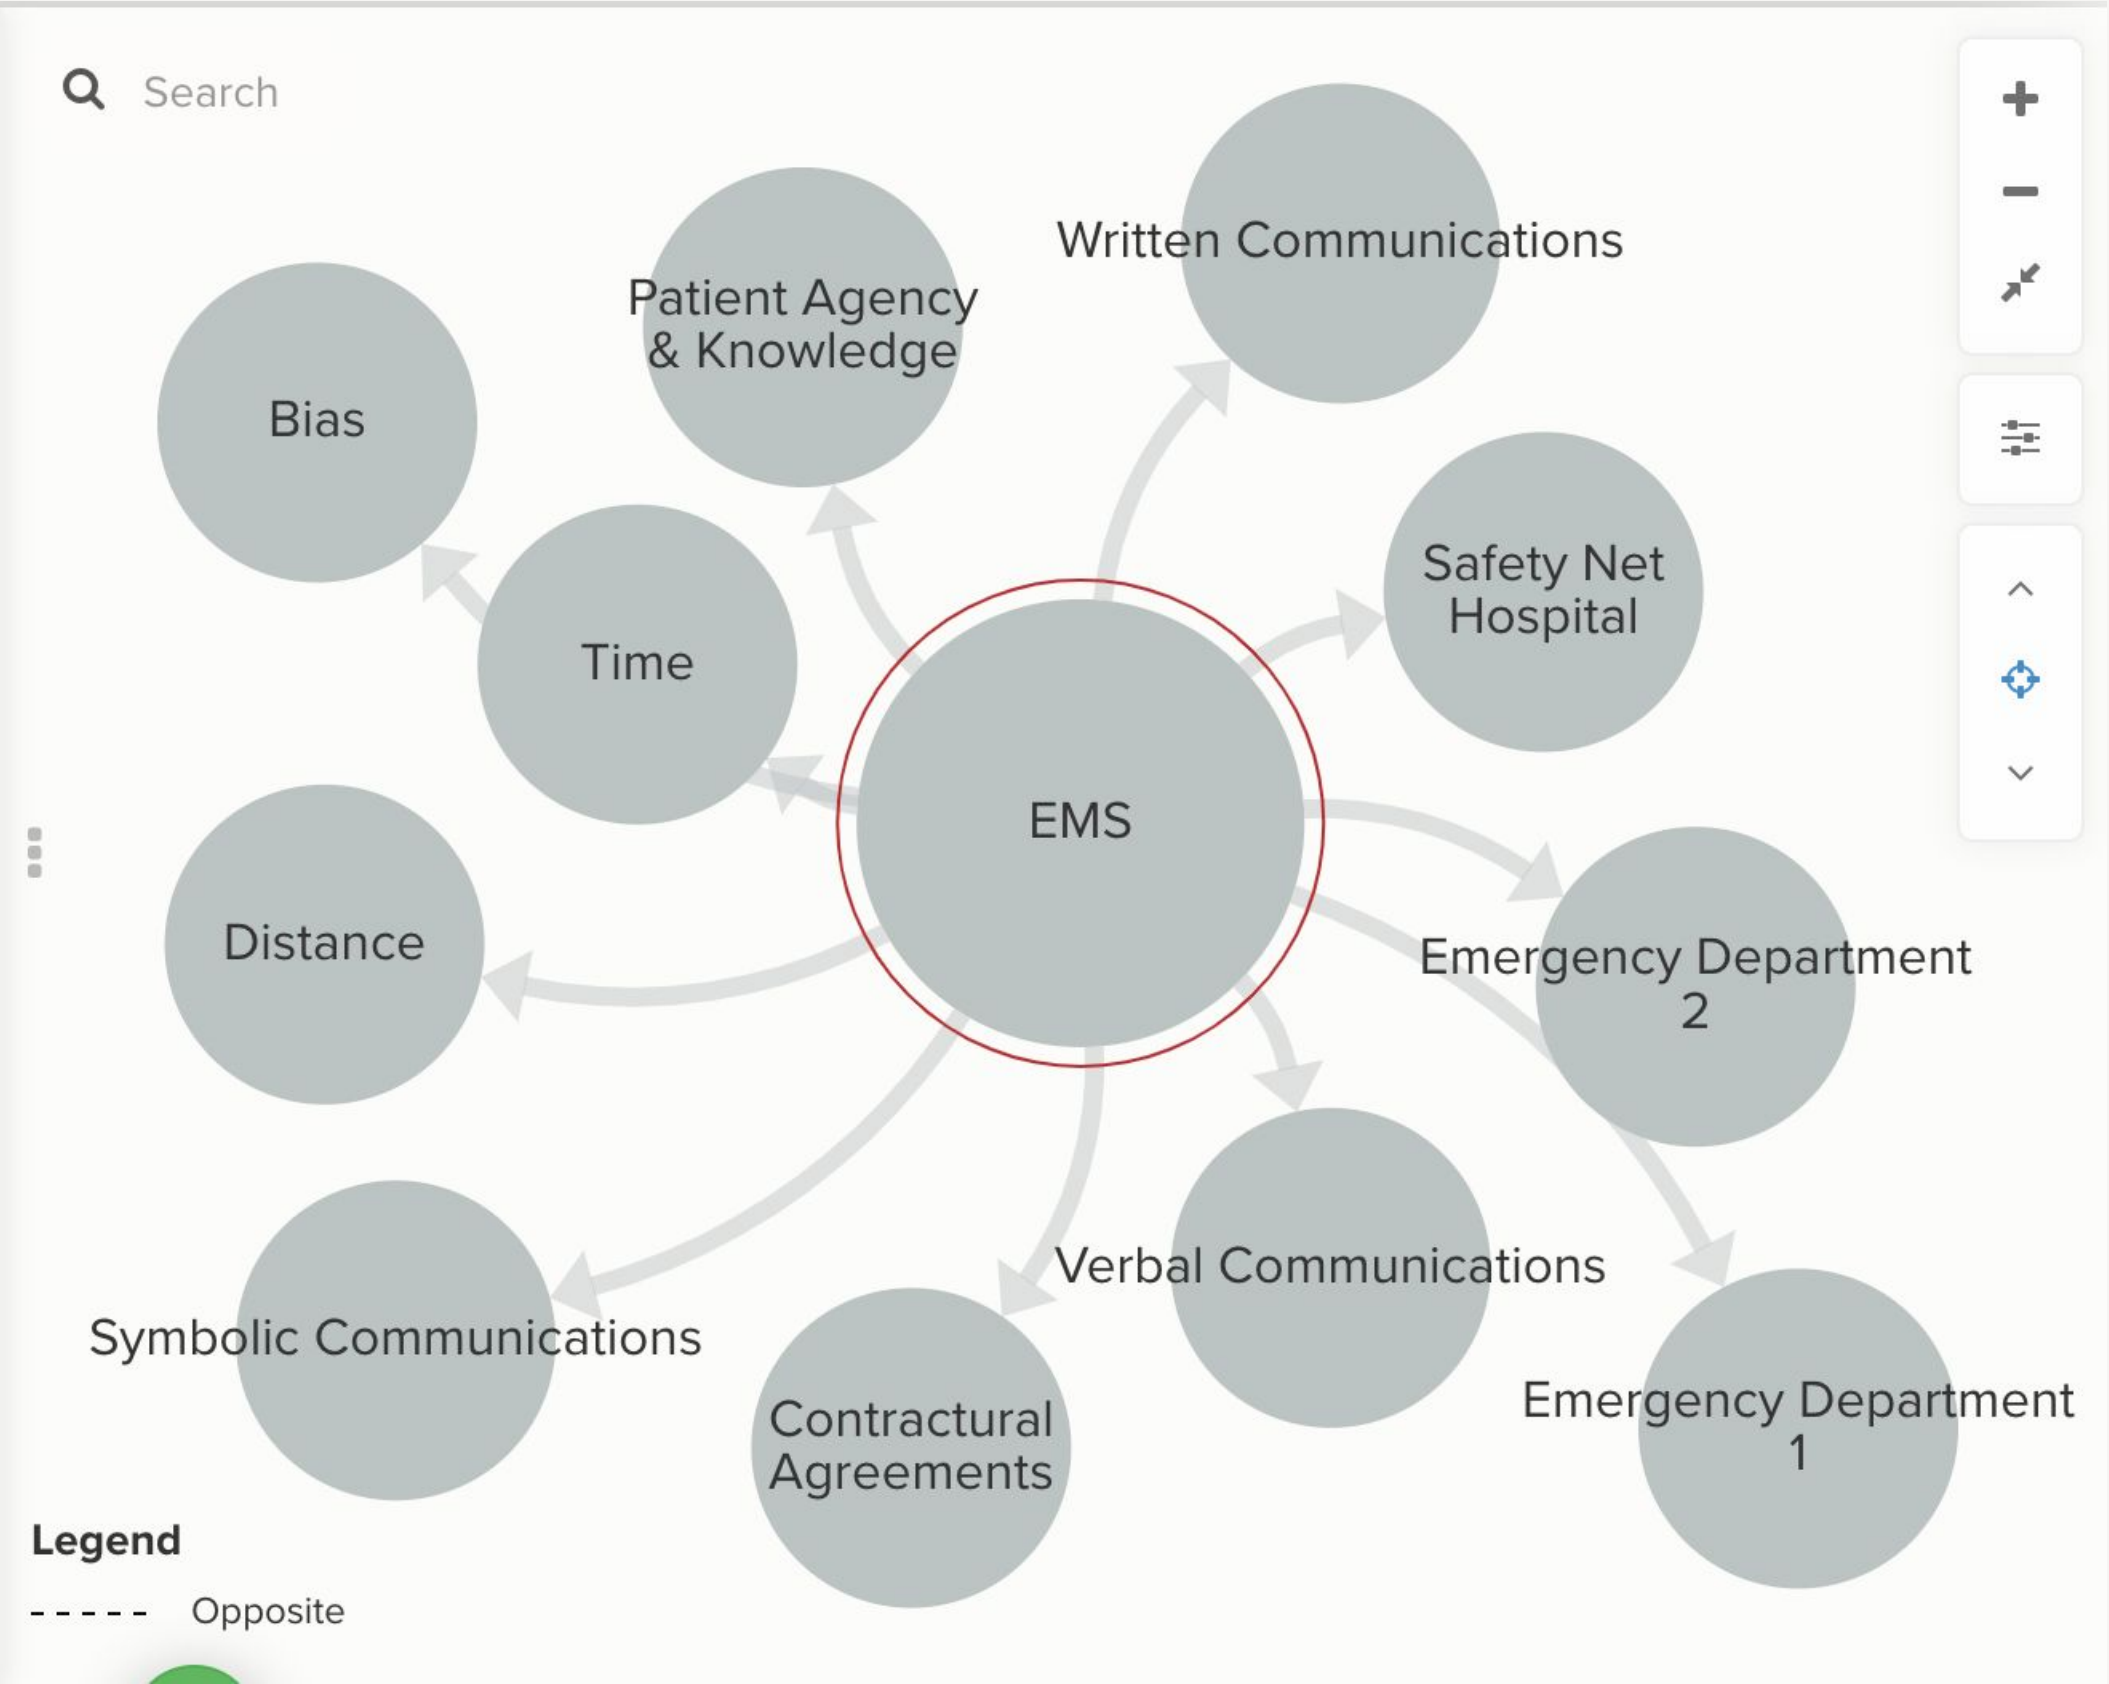 Search
Written Communications
Patient Agency
& Knowledge
Bias
Safety Net
Hospital
Time
EMS
Distance
Emergency Department
2
Verbal Communications
Symbolic Communications
Contractural
Agreements
Emergency Department
1
Legend
Opposite